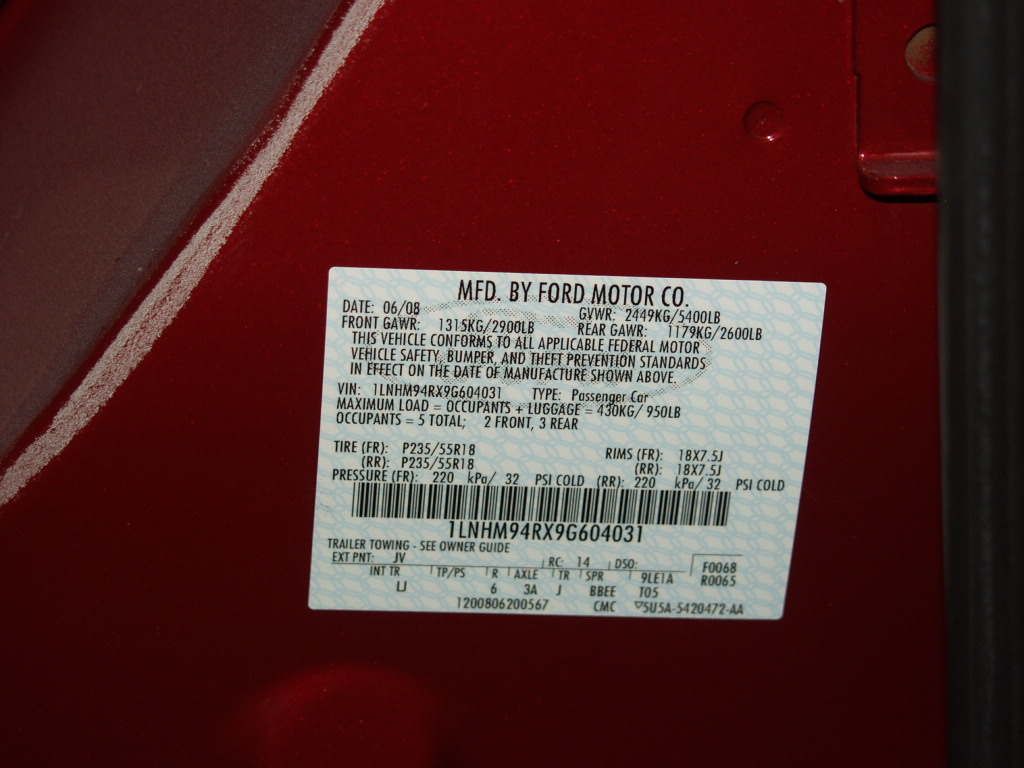 MFD. BY FORD MOTOR CO.
DATE: 06/08 GVWR: 2449KG/5400LB
FRONT GAWR: 1315KG/2900LB REAR GAWR: 1179KG/2600LB
THIS VEHICLE CONFORMS TO ALL APPLICABLE FEDERAL MOTOR
VEHICLE SAFETY, BUMPER, AND THEFT PREVENTION STANDARDS
IN EFFECT ON THE DATE OF MANUFACTURE SHOWN ABOVE.
VIN: 1LNHM94RX9G604031 TYPE: Passenger Car
MAXIMUM LOAD = OCCUPANTS + LUGGAGE = 430KG/ 950LB
OCCUPANTS = 5 TOTAL; 2 FRONT, 3 REAR
TIRE (FR): P235/55R18 RIMS (FR): 18X7.5J
(RR): P235/55R18 (RR): 18X7.5J
PRESSURE (FR): 220 kPa/ 32 PSI COLD (RR): 220 kPa/ 32 PSI COLD
1LNHM94RX9G604031
TRAILER TOWING - SEE OWNER GUIDE
EXT PNT: JV RC: 14 DSO: F0068
INT TR TP/PS R AXLE TR SPR 9LE1A R0065
LJ 6 3A J BBEE T05
1200806200567 CMC ▽5U5A-5420472-AA